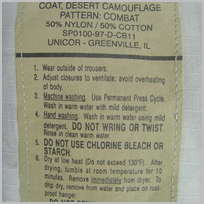 COAT, DESERT CAMOUFLAGE
PATTERN: COMBAT
50% NYLON / 50% COTTON
SP0100-97-D-CB11
UNICOR - GREENVILLE, IL
1. Wear outside of trousers.
2. Adjust closures to ventilate; avoid overheating
of body.
3. Machine washing. Use Permanent Press Cycle.
Wash in warm water with mild detergent.
4. Hand washing. Wash in warm water using mild
detergent. DO NOT WRING OR TWIST.
Rinse in clean warm water.
5. DO NOT USE CHLORINE BLEACH OR
STARCH
6. Dry at low heat (Do not exceed 130°F). After
drying, tumble at room temperature for 10
minutes. Remove immediately from dryer. To
drip dry, remove from water and place on rust-
proof hanger.